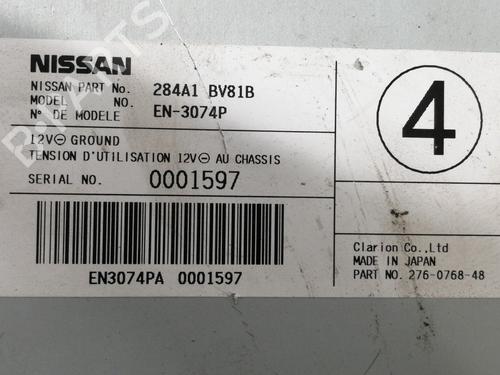 NISSAN
NISSAN PART No. 284A1 BV81B
MODEL NO. EN-3074P
N° DE MODELE
4
12V⊖ GROUND
TENSION D'UTILISATION 12V⊖ AU CHASSIS
SERIAL NO. 0001597
EN3074PA 0001597
Clarion Co.,Ltd
MADE IN JAPAN
PART NO. 276-0768-48